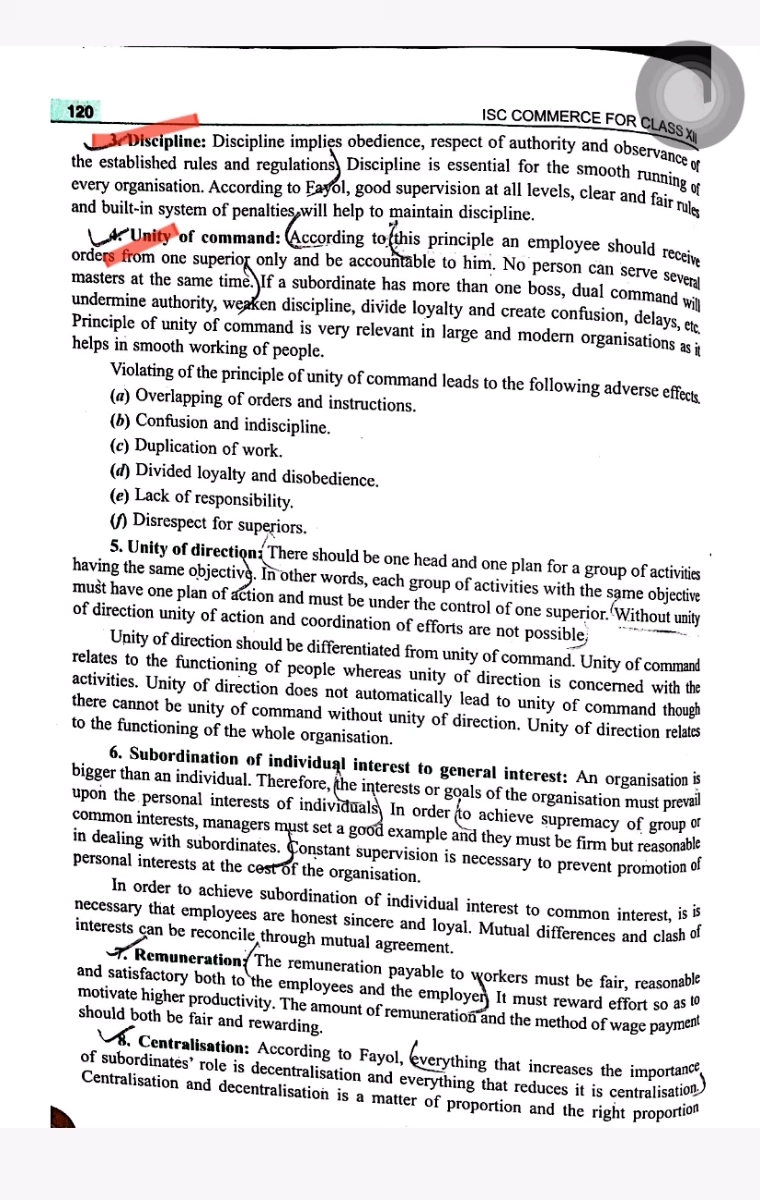 120
ISC COMMERCE FOR CLASS XII
3. Discipline: Discipline implies obedience, respect of authority and observance of
the established rules and regulations. Discipline is essential for the smooth running of
every organisation. According to Fayol, good supervision at all levels, clear and fair rules
and built-in system of penalties will help to maintain discipline.
4. Unity of command: According to this principle an employee should receive
orders from one superior only and be accountable to him. No person can serve several
masters at the same time. If a subordinate has more than one boss, dual command will
undermine authority, weaken discipline, divide loyalty and create confusion, delays, etc.
Principle of unity of command is very relevant in large and modern organisations as it
helps in smooth working of people.
Violating of the principle of unity of command leads to the following adverse effects.
(a) Overlapping of orders and instructions.
(b) Confusion and indiscipline.
(c) Duplication of work.
(d) Divided loyalty and disobedience.
(e) Lack of responsibility.
(f) Disrespect for superiors.
5. Unity of direction: There should be one head and one plan for a group of activities
having the same objective. In other words, each group of activities with the same objective
must have one plan of action and must be under the control of one superior. Without unity
of direction unity of action and coordination of efforts are not possible.
Unity of direction should be differentiated from unity of command. Unity of command
relates to the functioning of people whereas unity of direction is concerned with the
activities. Unity of direction does not automatically lead to unity of command though
there cannot be unity of command without unity of direction. Unity of direction relates
to the functioning of the whole organisation.
6. Subordination of individual interest to general interest: An organisation is
bigger than an individual. Therefore, the interests or goals of the organisation must prevail
upon the personal interests of individuals. In order to achieve supremacy of group or
common interests, managers must set a good example and they must be firm but reasonable
in dealing with subordinates. Constant supervision is necessary to prevent promotion of
personal interests at the cost of the organisation.
In order to achieve subordination of individual interest to common interest, is is
necessary that employees are honest sincere and loyal. Mutual differences and clash of
interests can be reconcile through mutual agreement.
7. Remuneration: The remuneration payable to workers must be fair, reasonable
and satisfactory both to the employees and the employer. It must reward effort so as to
motivate higher productivity. The amount of remuneration and the method of wage payment
should both be fair and rewarding.
8. Centralisation: According to Fayol, everything that increases the importance
of subordinates' role is decentralisation and everything that reduces it is centralisation.
Centralisation and decentralisation is a matter of proportion and the right proportion